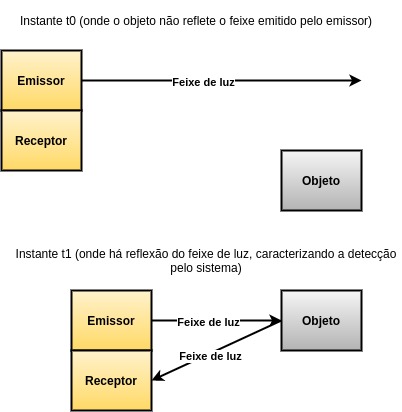 Instante t0 (onde o objeto não reflete o feixe emitido pelo emissor)
Emissor
Feixe de luz
Receptor
Objeto
Instante t1 (onde há reflexão do feixe de luz, caracterizando a detecção
pelo sistema)
Emissor
Feixe de luz
Objeto
Feixe de luz
Receptor